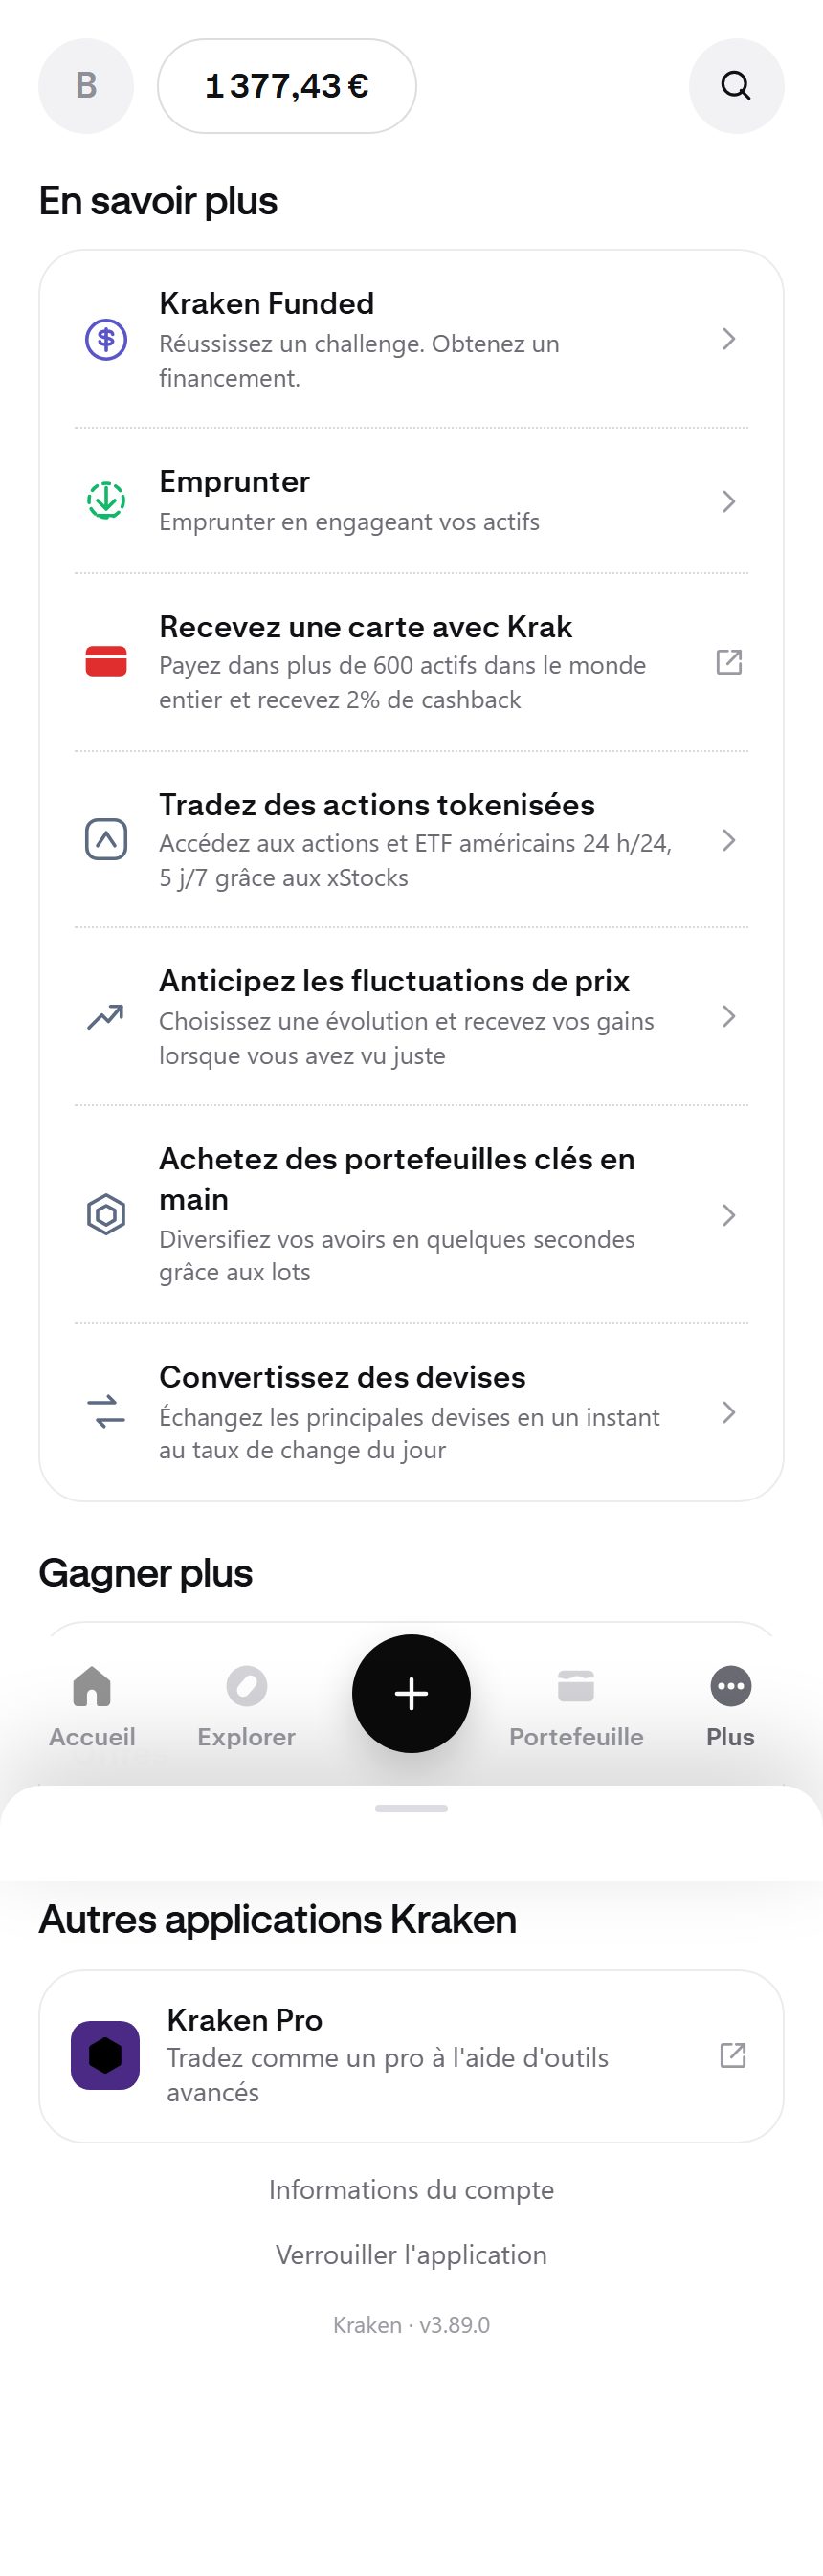 B
1 377,43 €
En savoir plus
Kraken Funded
Réussissez un challenge. Obtenez un
financement.
Emprunter
Emprunter en engageant vos actifs
Recevez une carte avec Krak
Payez dans plus de 600 actifs dans le monde
entier et recevez 2% de cashback
Tradez des actions tokenisées
Accédez aux actions et ETF américains 24 h/24,
5 j/7 grâce aux xStocks
Anticipez les fluctuations de prix
Choisissez une évolution et recevez vos gains
lorsque vous avez vu juste
Achetez des portefeuilles clés en
main
Diversifiez vos avoirs en quelques secondes
grâce aux lots
Convertissez des devises
Échangez les principales devises en un instant
au taux de change du jour
Gagner plus
Accueil
Explorer
Portefeuille
Plus
Autres applications Kraken
Kraken Pro
Tradez comme un pro à l'aide d'outils
avancés
Informations du compte
Verrouiller l'application
Kraken · v3.89.0